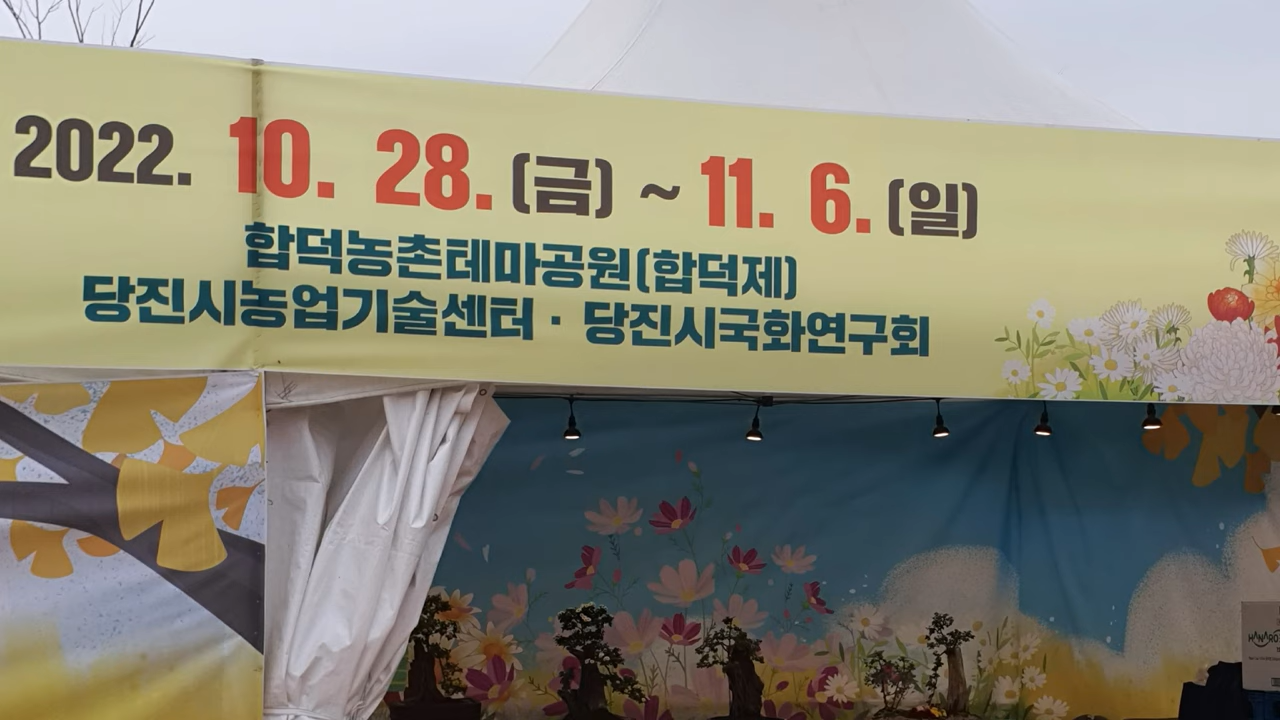 2022. 10. 28. (금) ~ 11. 6. (일)
합덕농촌테마공원(합덕제)
당진시농업기술센터 · 당진시국화연구회
HANARO